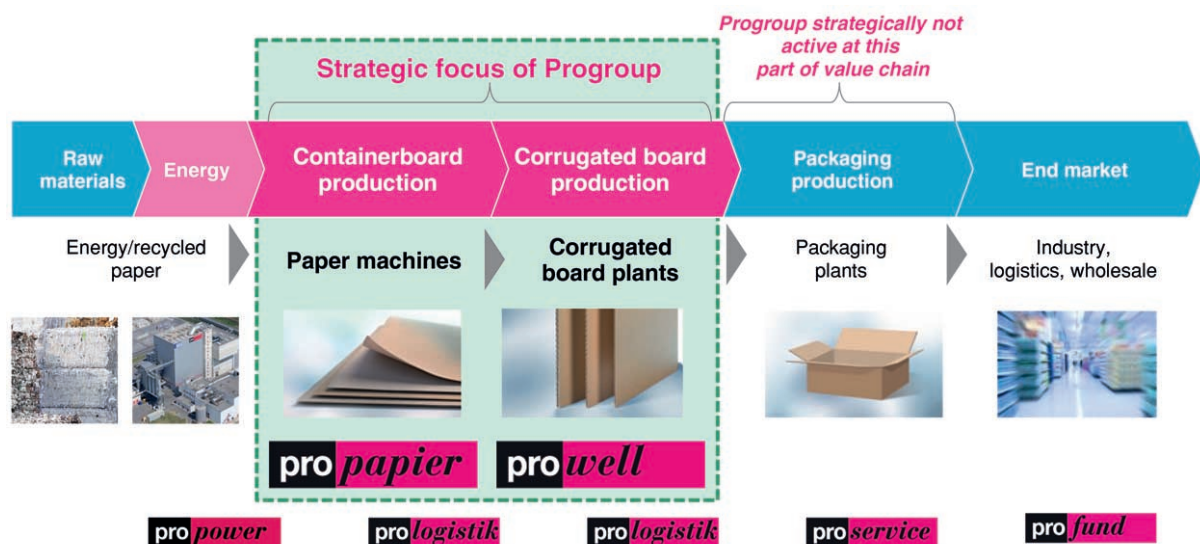 Progroup strategically not
active at this
part of value chain
Strategic focus of Progroup
Raw
materials
Energy
Containerboard
production
Corrugated board
production
Packaging
production
End market
Energy/recycled
paper
Paper machines
Corrugated
board plants
Packaging
plants
Industry,
logistics, wholesale
pro papier
pro well
pro power
pro logistik
pro logistik
pro service
pro fund